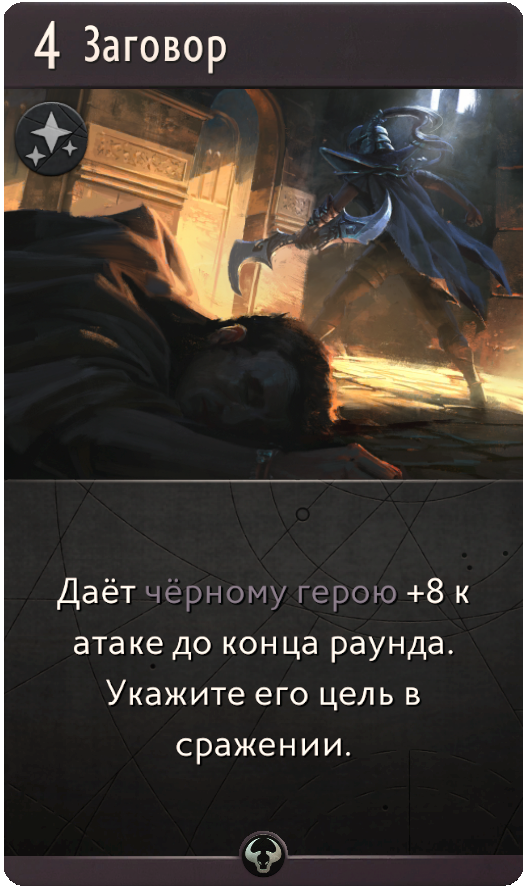 4 Заговор
Даёт чёрному герою +8 к
атаке до конца раунда.
Укажите его цель в
сражении.